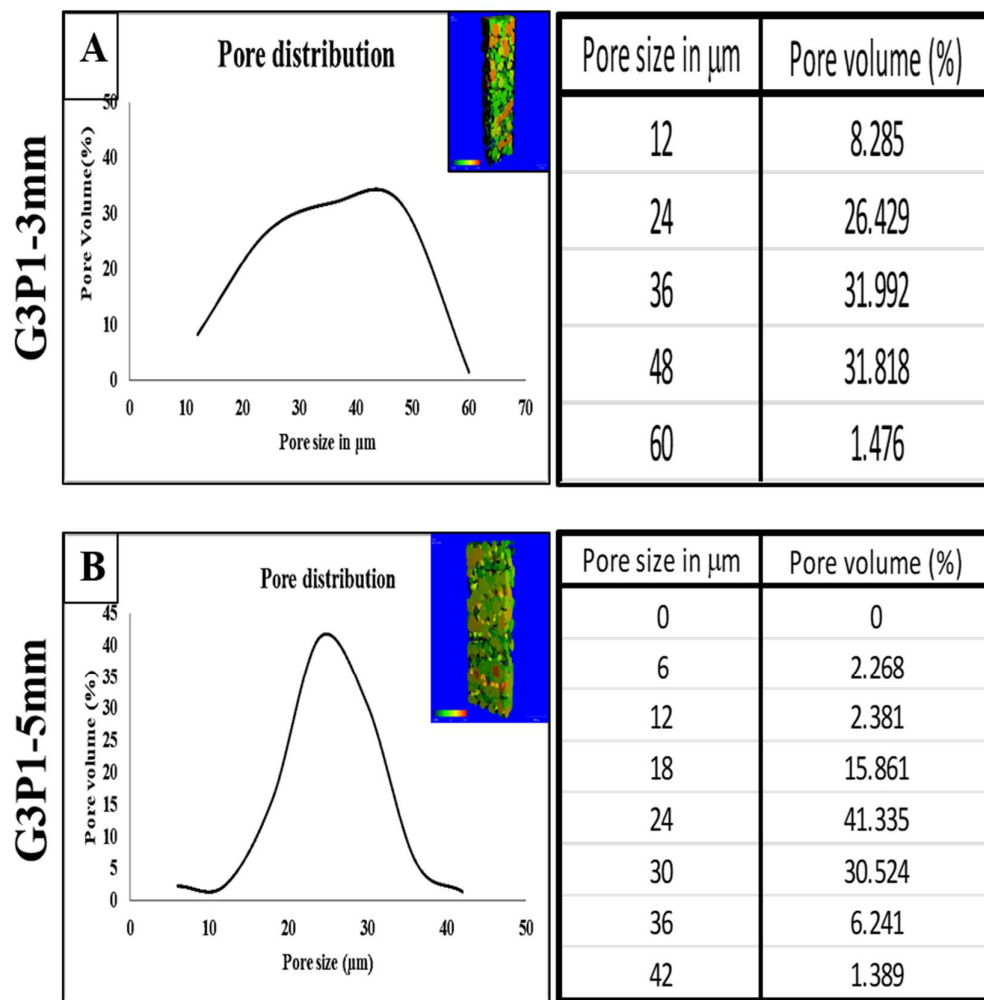 G3P1-3mm
A
Pore distribution
Pore Volume(%)
50
40
30
20
10
0
0 10 20 30 40 50 60 70
Pore size in µm
Pore size in µm Pore volume (%)
12 8.285
24 26.429
36 31.992
48 31.818
60 1.476
G3P1-5mm
B
Pore distribution
Pore volume (%)
45
40
35
30
25
20
15
10
5
0
0 10 20 30 40 50
Pore size (µm)
Pore size in µm Pore volume (%)
0 0
6 2.268
12 2.381
18 15.861
24 41.335
30 30.524
36 6.241
42 1.389